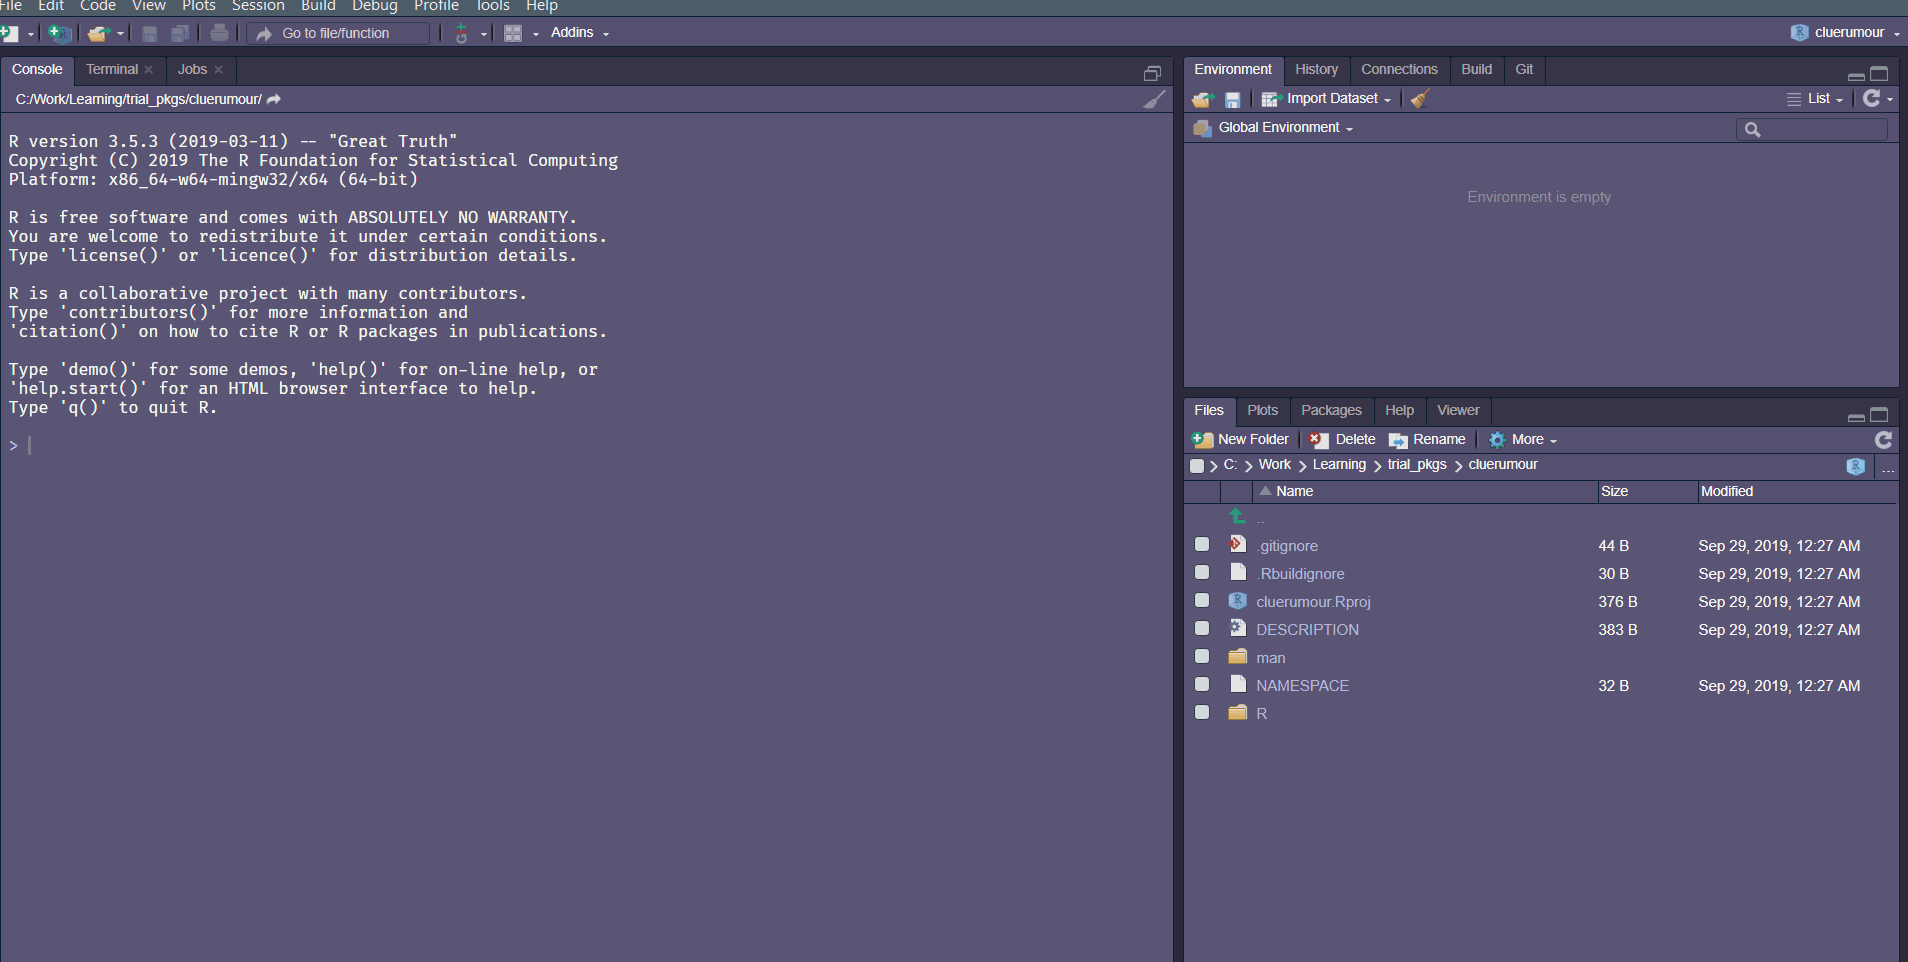 File Edit Code View Plots Session Build Debug Profile Tools Help
Go to file/function Addins cluerumour
Console Terminal Jobs
C:/Work/Learning/trial_pkgs/cluerumour/
R version 3.5.3 (2019-03-11) -- "Great Truth"
Copyright (C) 2019 The R Foundation for Statistical Computing
Platform: x86_64-w64-mingw32/x64 (64-bit)
R is free software and comes with ABSOLUTELY NO WARRANTY.
You are welcome to redistribute it under certain conditions.
Type 'license()' or 'licence()' for distribution details.
R is a collaborative project with many contributors.
Type 'contributors()' for more information and
'citation()' on how to cite R or R packages in publications.
Type 'demo()' for some demos, 'help()' for on-line help, or
'help.start()' for an HTML browser interface to help.
Type 'q()' to quit R.
>
Environment History Connections Build Git
Import Dataset List
Global Environment
Environment is empty
Files Plots Packages Help Viewer
New Folder Delete Rename More
C: Work Learning trial_pkgs cluerumour ...
Name Size Modified
..
.gitignore 44 B Sep 29, 2019, 12:27 AM
.Rbuildignore 30 B Sep 29, 2019, 12:27 AM
cluerumour.Rproj 376 B Sep 29, 2019, 12:27 AM
DESCRIPTION 383 B Sep 29, 2019, 12:27 AM
man
NAMESPACE 32 B Sep 29, 2019, 12:27 AM
R